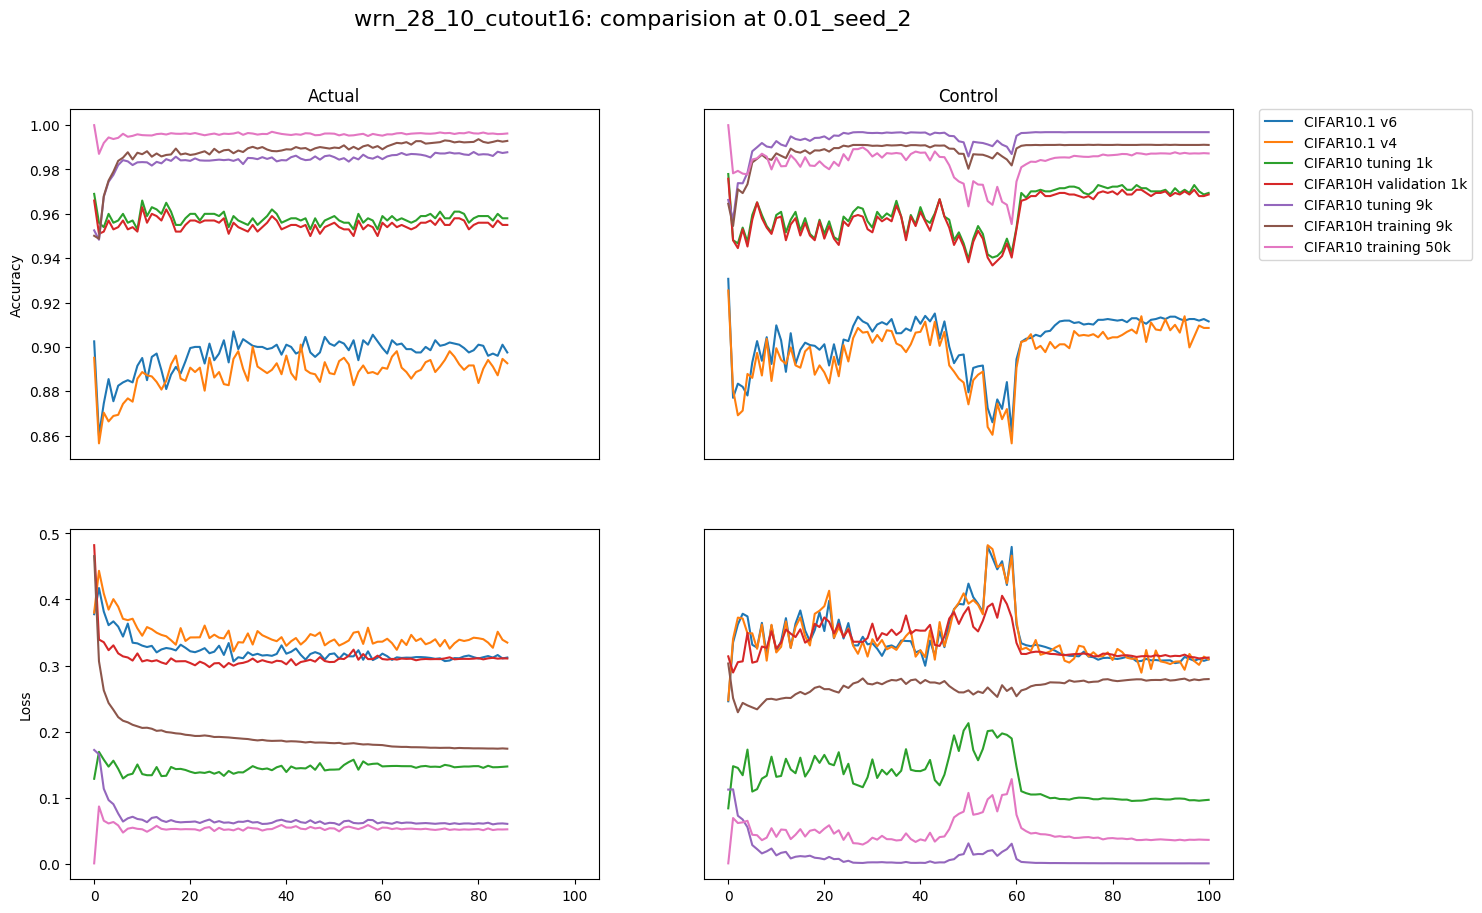 wrn_28_10_cutout16: comparision at 0.01_seed_2
Actual
Control
CIFAR10.1 v6
CIFAR10.1 v4
CIFAR10 tuning 1k
CIFAR10H validation 1k
CIFAR10 tuning 9k
CIFAR10H training 9k
CIFAR10 training 50k
Accuracy
1.00
0.98
0.96
0.94
0.92
0.90
0.88
0.86
Loss
0.5
0.4
0.3
0.2
0.1
0.0
0 20 40 60 80 100
0 20 40 60 80 100